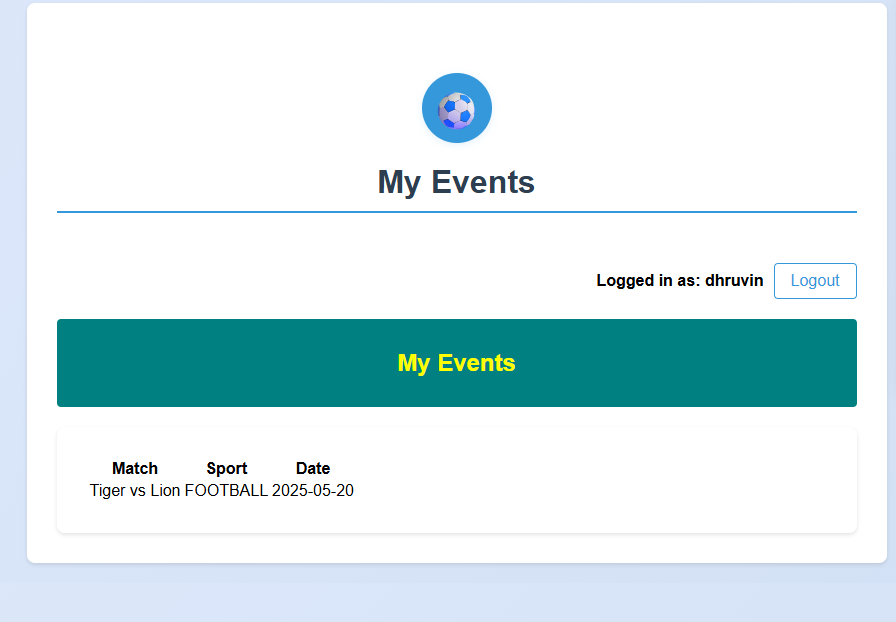 My Events
Logged in as: dhruvin Logout
My Events
Match Sport Date
Tiger vs Lion FOOTBALL 2025-05-20